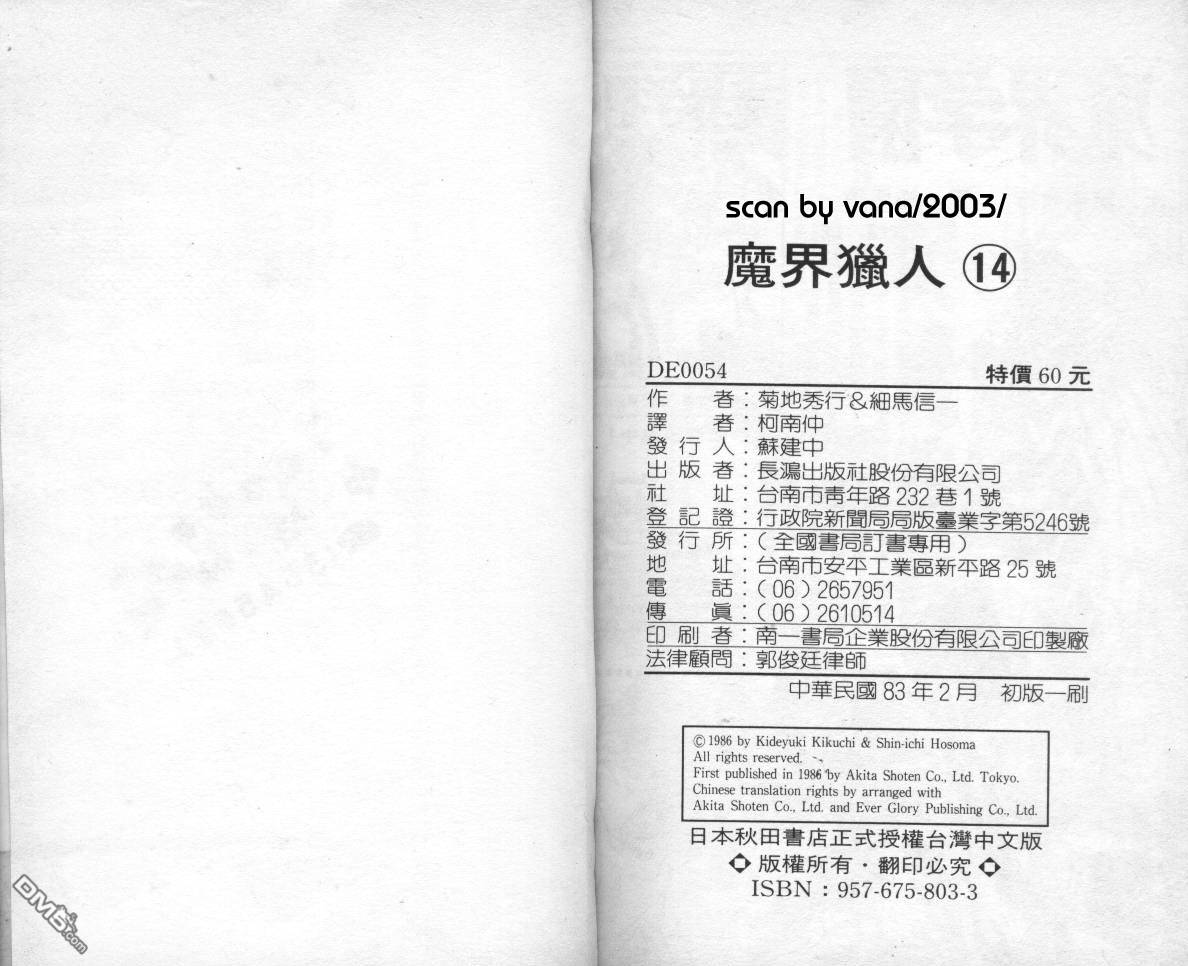 scan by vana/2003/
魔界獵人 ⑭
DE0054 特價 60 元
作者：菊地秀行＆細馬信一
譯者：柯南仲
發行人：蘇建中
出版者：長鴻出版社股份有限公司
社址：台南市靑年路 232 巷 1 號
登記證：行政院新聞局局版臺業字第5246號
發行所：（全國書局訂書專用）
地址：台南市安平工業區新平路 25 號
電話：（06）2657951
傳眞：（06）2610514
印刷者：南一書局企業股份有限公司印製廠
法律顧問：郭俊廷律師
中華民國 83 年 2 月　初版一刷
© 1986 by Kideyuki Kikuchi & Shin-ichi Hosoma
All rights reserved.
First published in 1986 by Akita Shoten Co., Ltd. Tokyo.
Chinese translation rights by arranged with
Akita Shoten Co., Ltd. and Ever Glory Publishing Co., Ltd.
日本秋田書店正式授權台灣中文版
版權所有・翻印必究
ISBN：957-675-803-3
DM5.com